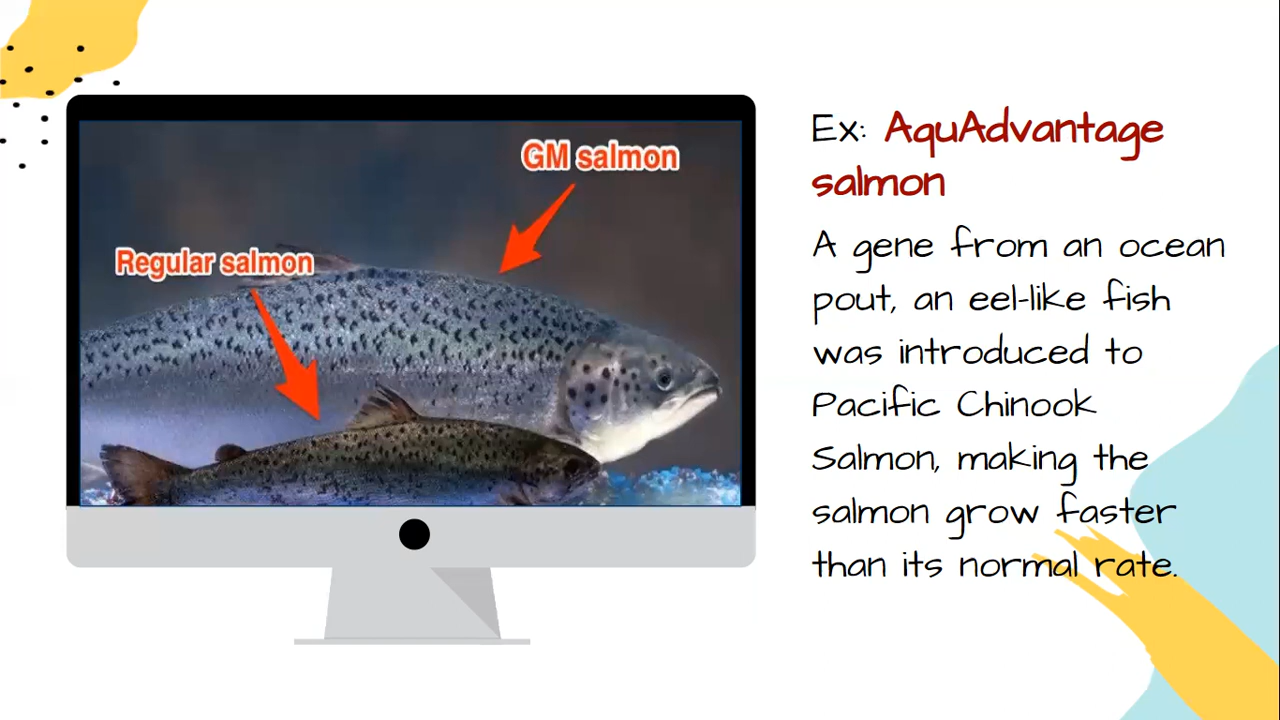 GM salmon
Regular salmon
Ex: AquAdvantage
salmon
A gene from an ocean
pout, an eel-like fish
was introduced to
Pacific Chinook
Salmon, making the
salmon grow faster
than its normal rate.